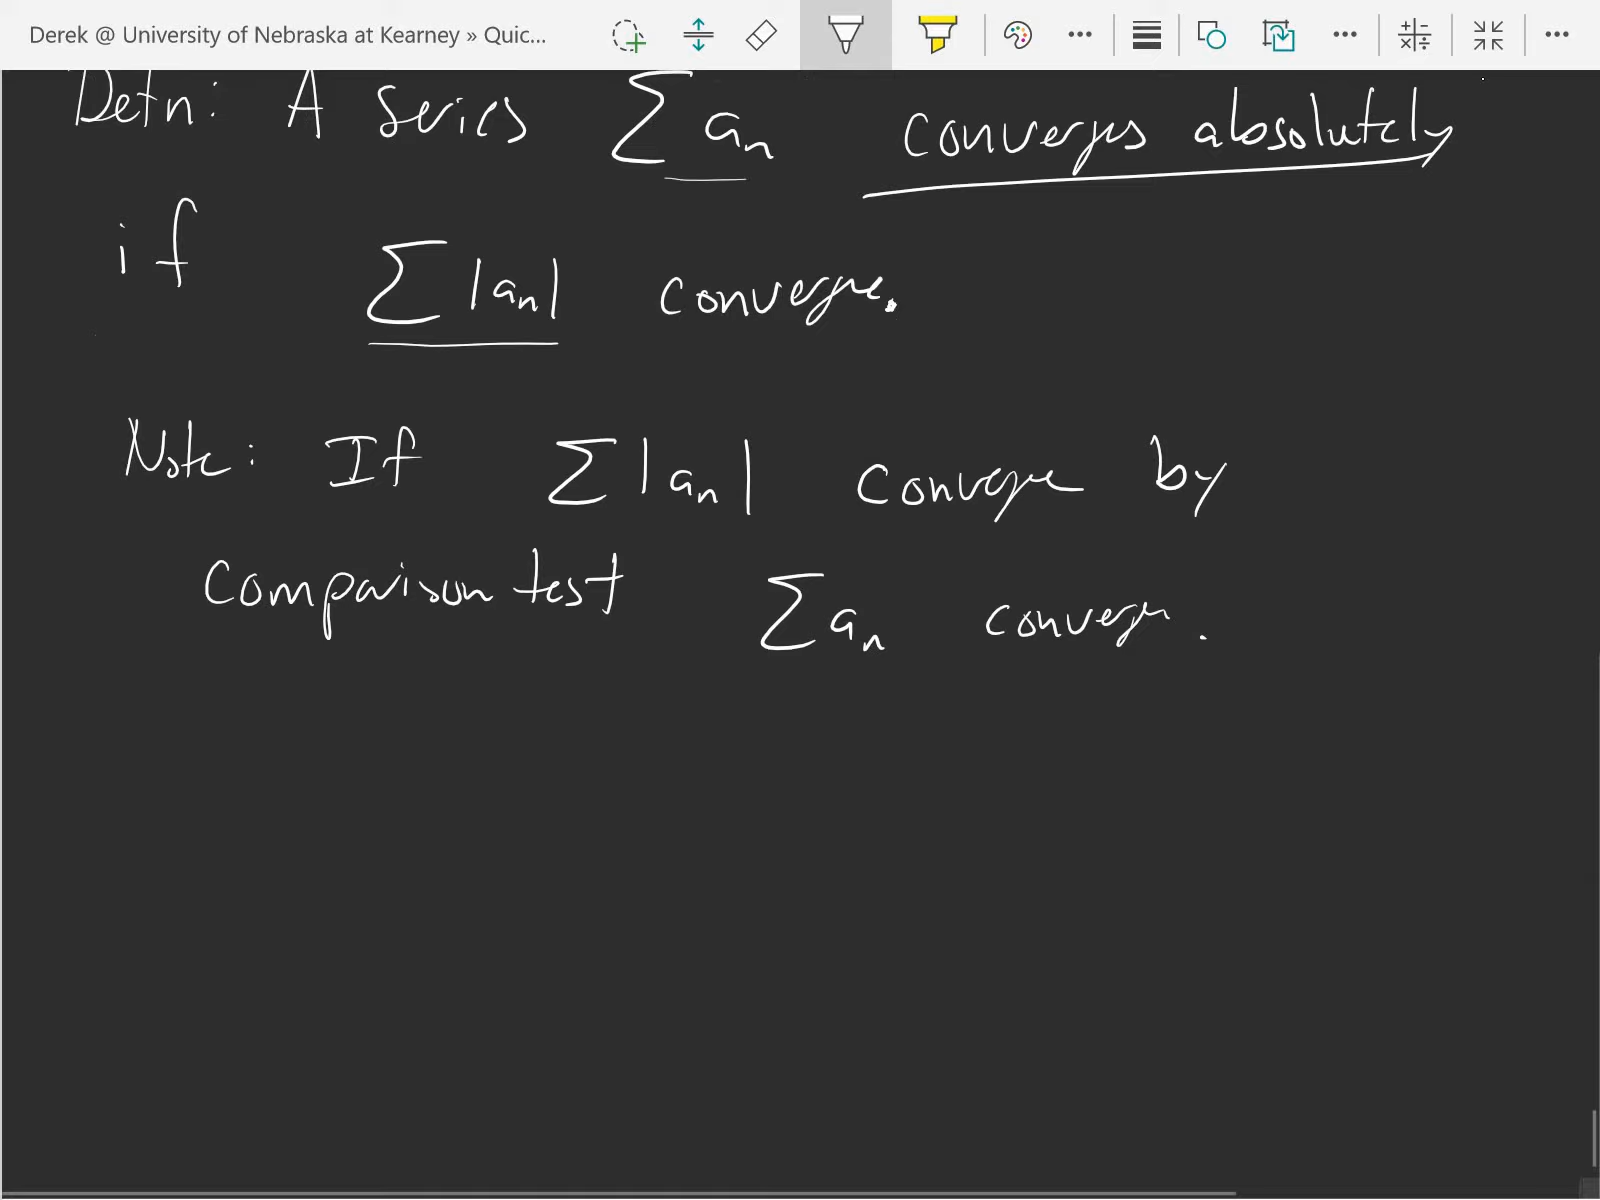 Derek @ University of Nebraska at Kearney » Quic...
Defn: A series ∑ aₙ converges absolutely
if ∑ |aₙ| converge.
Note: If ∑ |aₙ| converge by
Comparison test ∑ aₙ converge.